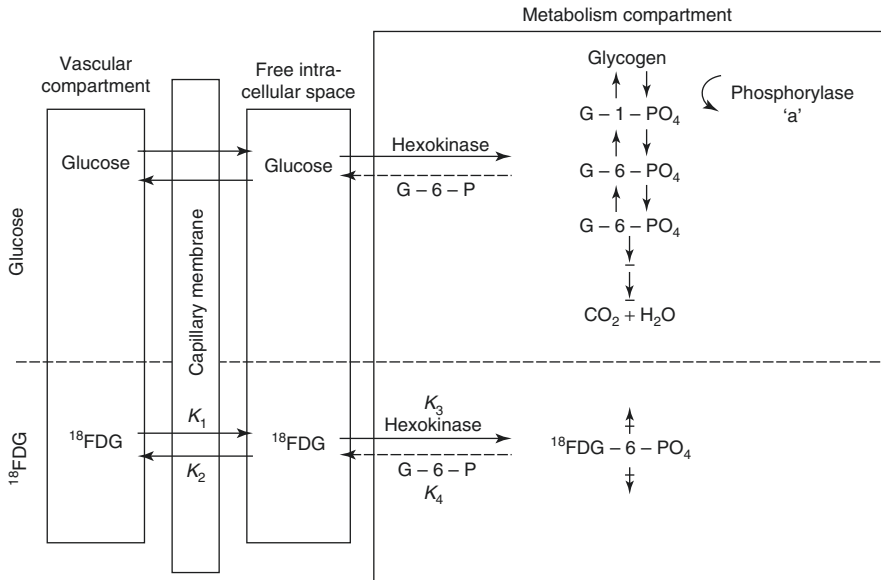 Metabolism compartment
Vascular
compartment
Free intra-
cellular space
Capillary membrane
Glucose
¹⁸FDG
Glucose
Glucose
Hexokinase
G – 6 – P
Glycogen
G – 1 – PO₄
G – 6 – PO₄
G – 6 – PO₄
CO₂ + H₂O
Phosphorylase
‘a’
¹⁸FDG
K₁
K₂
¹⁸FDG
K₃
Hexokinase
G – 6 – P
K₄
¹⁸FDG – 6 – PO₄